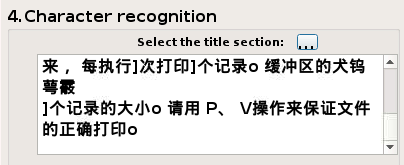 4.Character recognition
Select the title section: ...
来 ，每执行]次打印]个记录o 缓冲区的犬钨
萼霰
]个记录的大小o 请用 P、 V操作来保证文件
的正确打印o